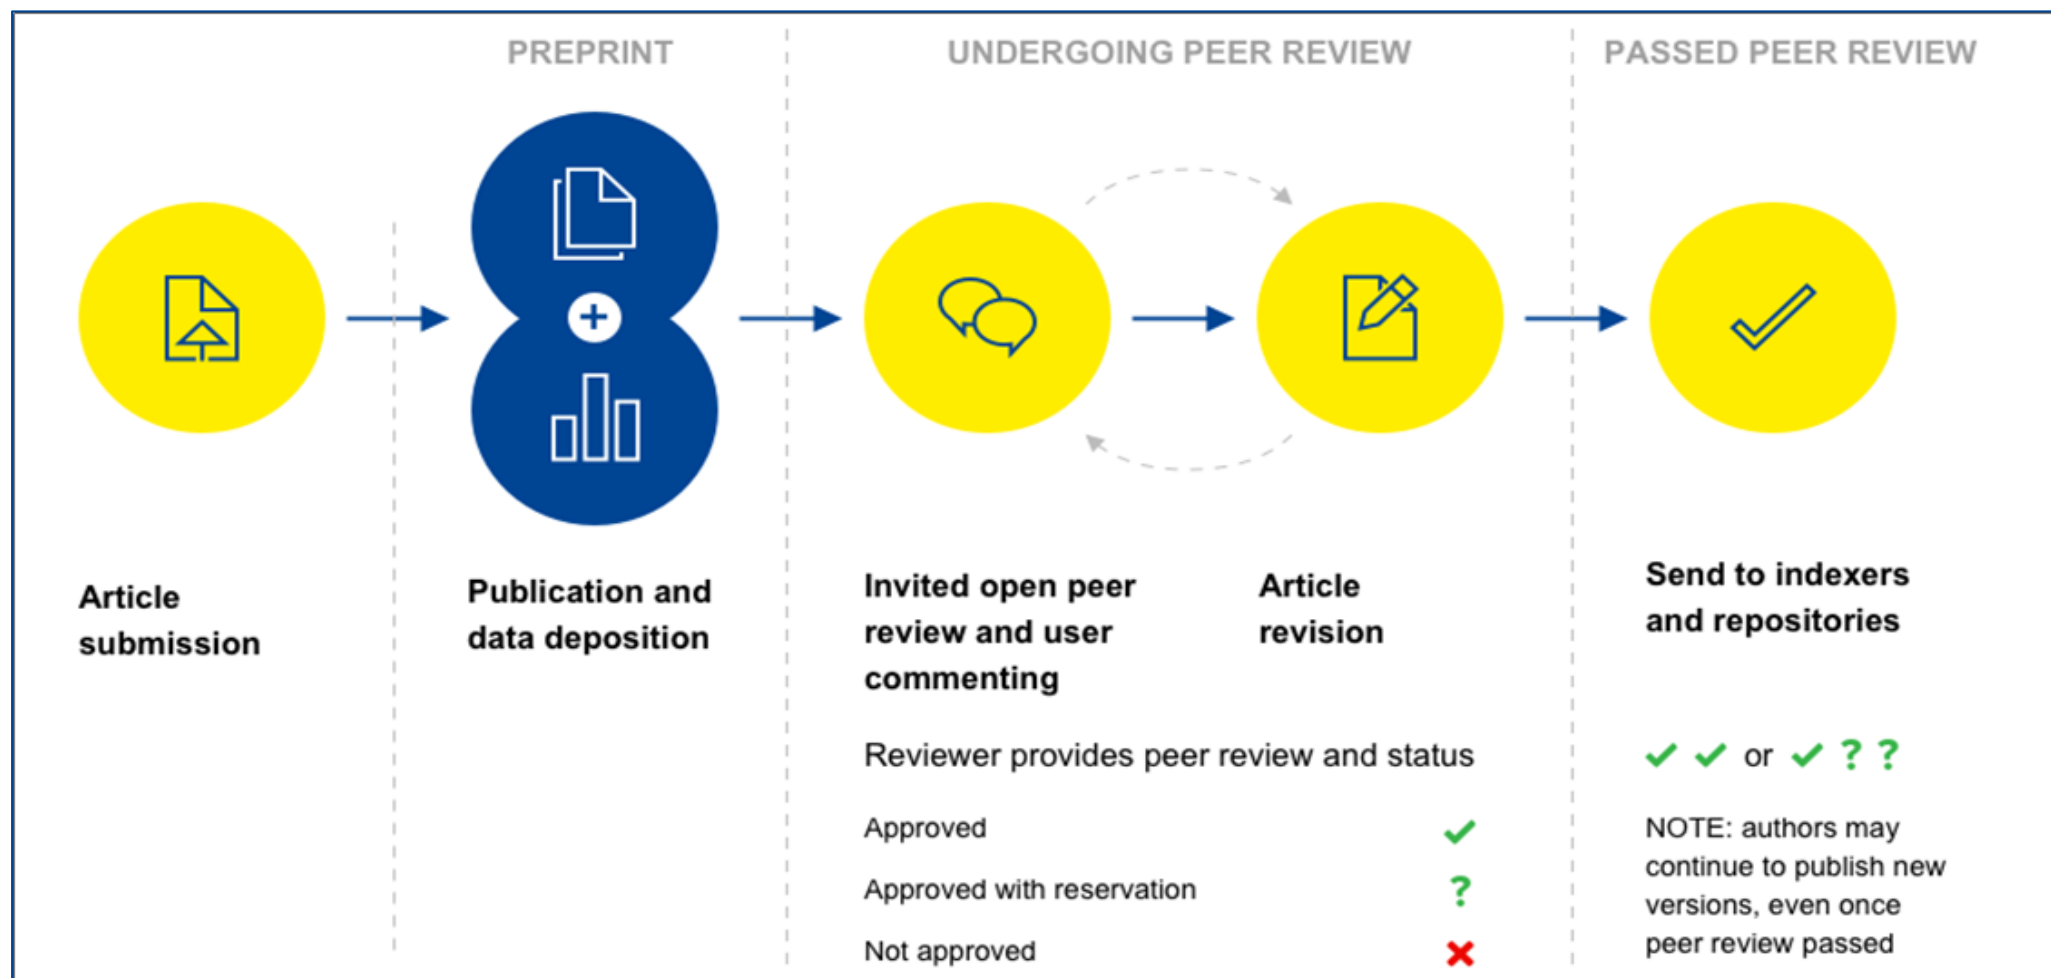 PREPRINT
UNDERGOING PEER REVIEW
PASSED PEER REVIEW
Article
submission
Publication and
data deposition
Invited open peer
review and user
commenting
Article
revision
Send to indexers
and repositories
Reviewer provides peer review and status
Approved
Approved with reservation
?
Not approved
or
? ?
NOTE: authors may
continue to publish new
versions, even once
peer review passed